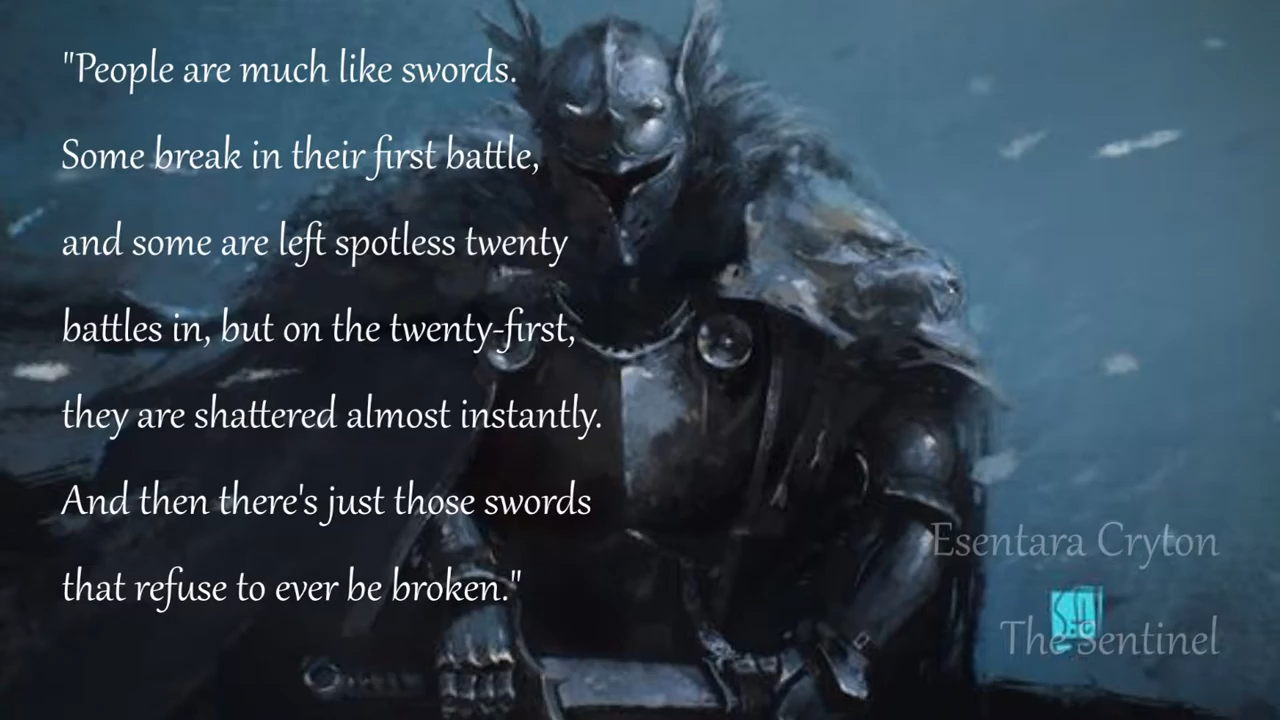 "People are much like swords.
Some break in their first battle,
and some are left spotless twenty
battles in, but on the twenty-first,
they are shattered almost instantly.
And then there's just those swords
that refuse to ever be broken."
Esentara Cryton
The Sentinel